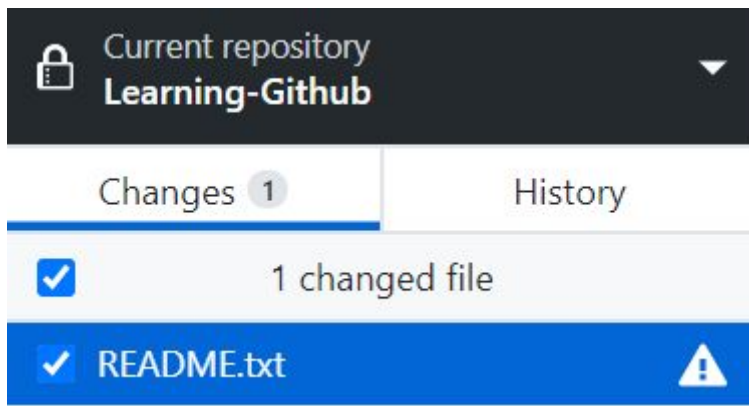 Current repository
Learning-Github
Changes 1
History
1 changed file
README.txt